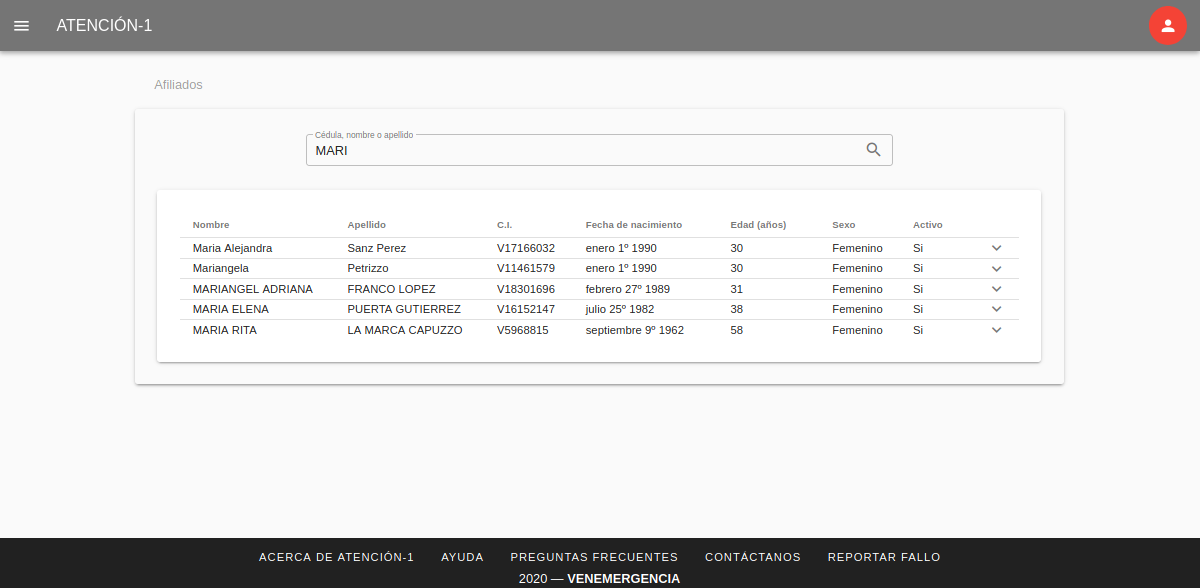 ATENCIÓN-1
Afiliados
Cédula, nombre o apellido
MARI
Nombre Apellido C.I. Fecha de nacimiento Edad (años) Sexo Activo
Maria Alejandra Sanz Perez V17166032 enero 1º 1990 30 Femenino Si
Mariangela Petrizzo V11461579 enero 1º 1990 30 Femenino Si
MARIANGEL ADRIANA FRANCO LOPEZ V18301696 febrero 27º 1989 31 Femenino Si
MARIA ELENA PUERTA GUTIERREZ V16152147 julio 25º 1982 38 Femenino Si
MARIA RITA LA MARCA CAPUZZO V5968815 septiembre 9º 1962 58 Femenino Si
ACERCA DE ATENCIÓN-1 AYUDA PREGUNTAS FRECUENTES CONTÁCTANOS REPORTAR FALLO
2020 — VENEMERGENCIA